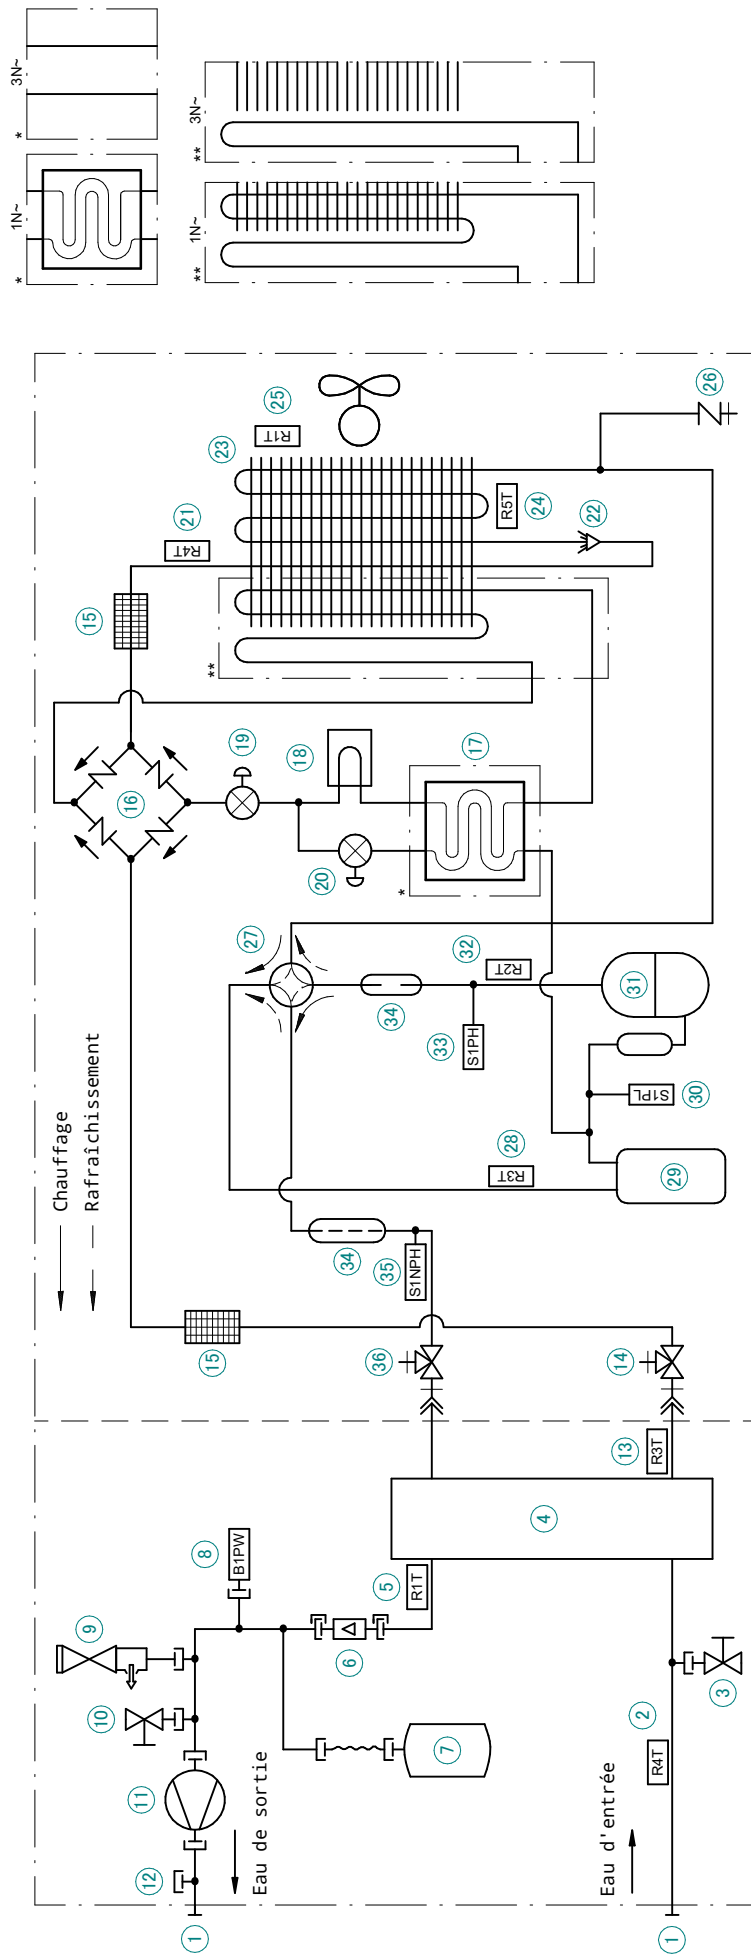 *
1N~
*
3N~
**
1N~
**
3N~
Chauffage
Rafraîchissement
15
21
R4T
23
25
R1T
26
R5T
24
22
**
16
19
18
17
20
*
27
32
R2T
34
33
S1PH
31
S1PL
30
28
R3T
29
34
35
S1NPH
15
36
14
13
R3T
4
5
R1T
8
B1PW
9
6
10
7
11
12
Eau de sortie
1
2
R4T
3
Eau d'entrée
1